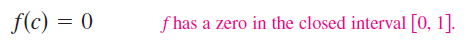 f(c) = 0 f has a zero in the closed interval [0, 1].